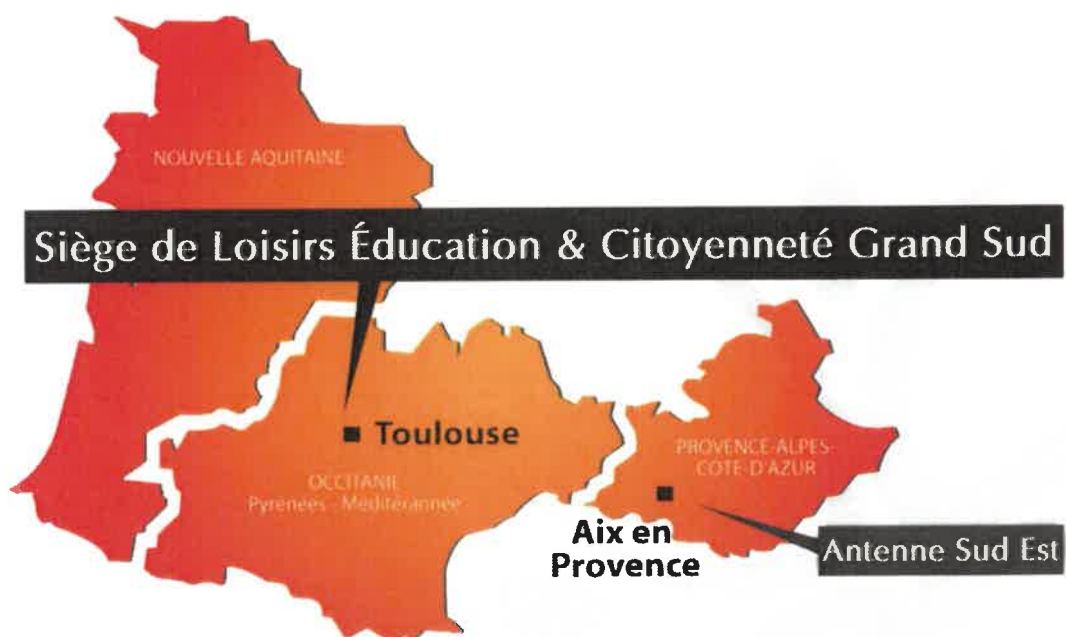 NOUVELLE AQUITAINE
Siège de Loisirs Éducation & Citoyenneté Grand Sud
Toulouse
OCCITANIE
Pyrénées - Méditérannée
PROVENCE-ALPES-
COTE-D'AZUR
Aix en
Provence
Antenne Sud Est